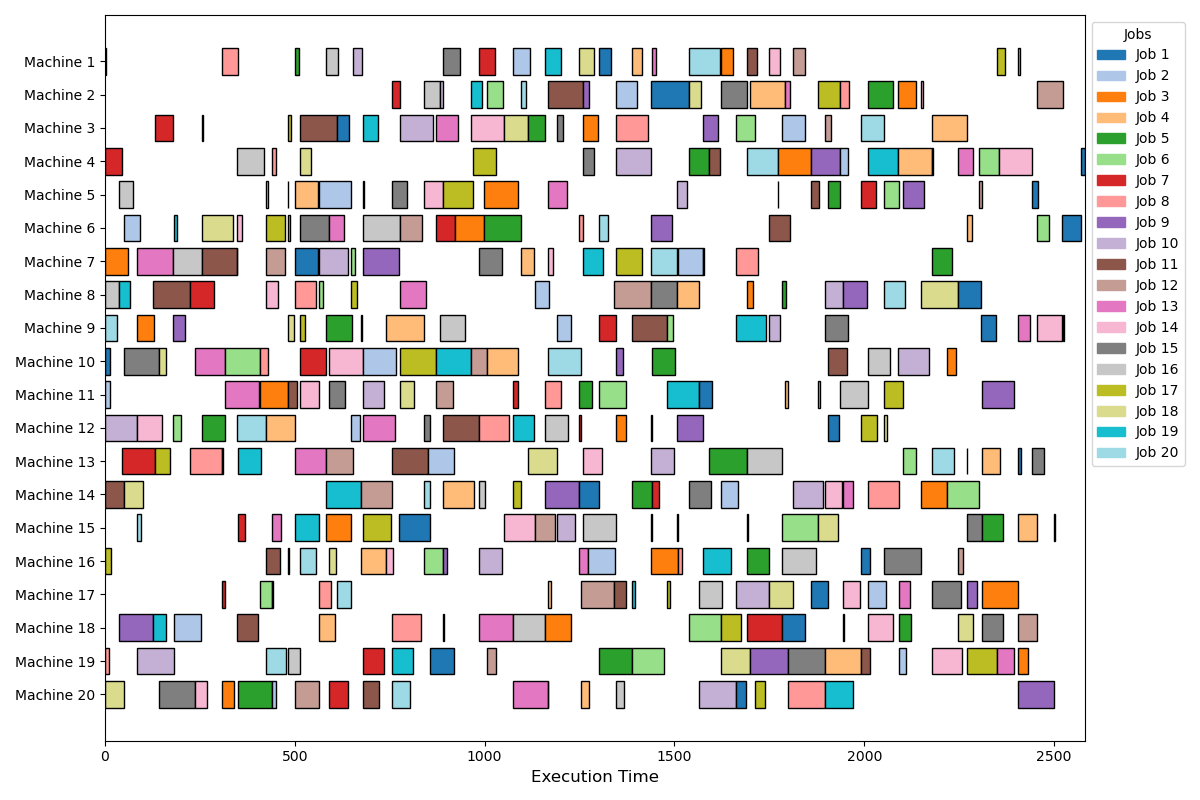 Machine 1
Machine 2
Machine 3
Machine 4
Machine 5
Machine 6
Machine 7
Machine 8
Machine 9
Machine 10
Machine 11
Machine 12
Machine 13
Machine 14
Machine 15
Machine 16
Machine 17
Machine 18
Machine 19
Machine 20
0 500 1000 1500 2000 2500
Execution Time
Jobs
Job 1
Job 2
Job 3
Job 4
Job 5
Job 6
Job 7
Job 8
Job 9
Job 10
Job 11
Job 12
Job 13
Job 14
Job 15
Job 16
Job 17
Job 18
Job 19
Job 20